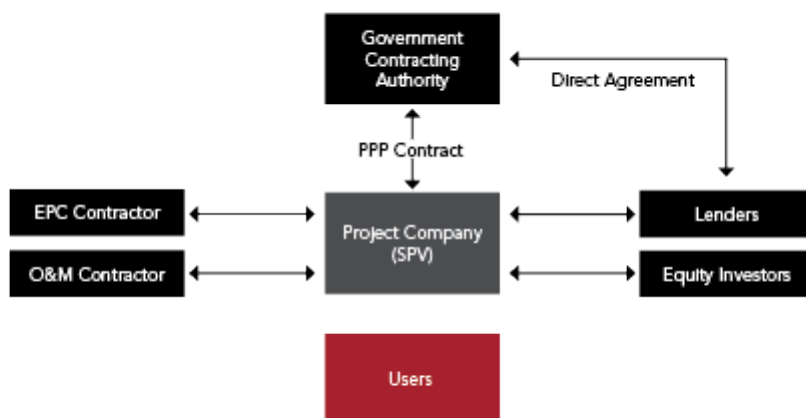 Government
Contracting
Authority
Direct Agreement
PPP Contract
EPC Contractor
Project Company
(SPV)
Lenders
O&M Contractor
Equity Investors
Users